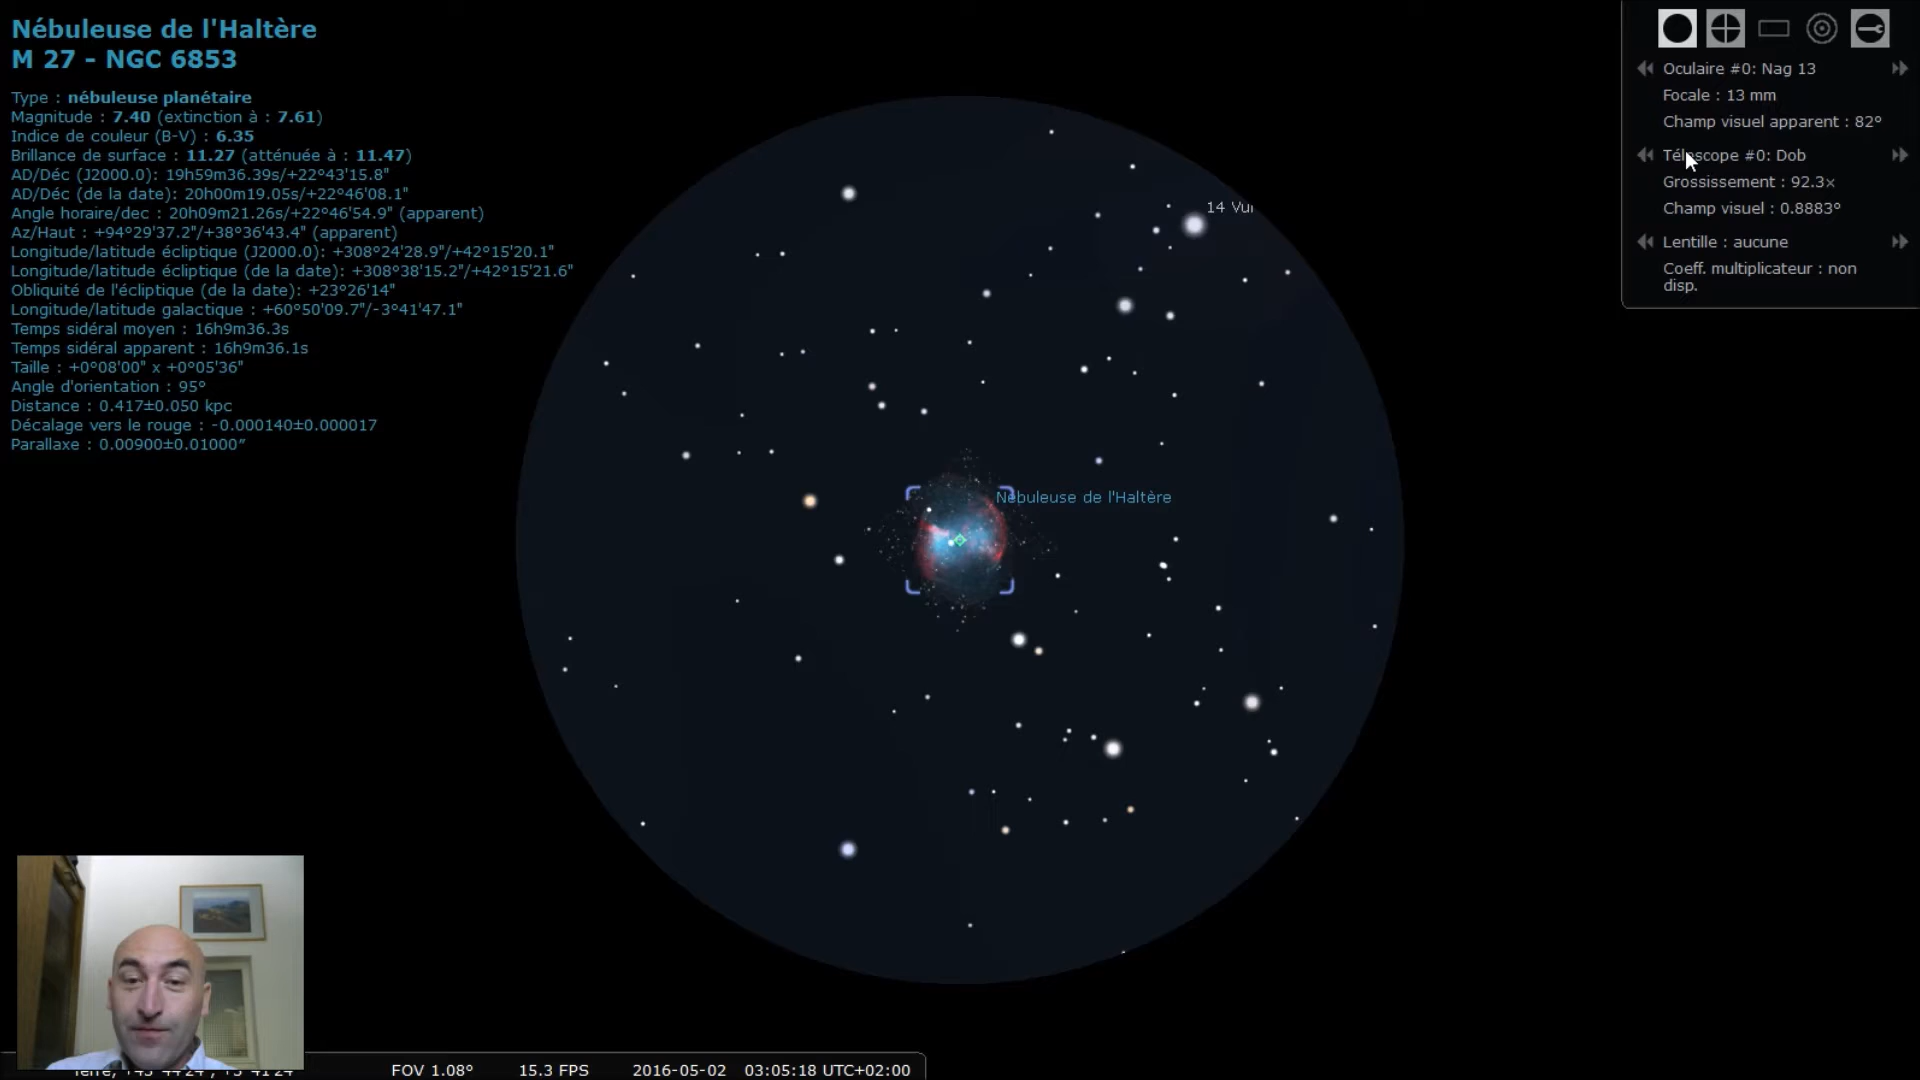 Nébuleuse de l'Haltère
M 27 - NGC 6853
Type : nébuleuse planétaire
Magnitude : 7.40 (extinction à : 7.61)
Indice de couleur (B-V) : 6.35
Brillance de surface : 11.27 (atténuée à : 11.47)
AD/Déc (J2000.0): 19h59m36.39s/+22°43'15.8"
AD/Déc (de la date): 20h00m19.05s/+22°46'08.1"
Angle horaire/dec : 20h09m21.26s/+22°46'54.9" (apparent)
Az/Haut : +94°29'37.2"/+38°36'43.4" (apparent)
Longitude/latitude écliptique (J2000.0): +308°24'28.9"/+42°15'20.1"
Longitude/latitude écliptique (de la date): +308°38'15.2"/+42°15'21.6"
Obliquité de l'écliptique (de la date): +23°26'14"
Longitude/latitude galactique : +60°50'09.7"/-3°41'47.1"
Temps sidéral moyen : 16h9m36.3s
Temps sidéral apparent : 16h9m36.1s
Taille : +0°08'00" x +0°05'36"
Angle d'orientation : 95°
Distance : 0.417±0.050 kpc
Décalage vers le rouge : -0.000140±0.000017
Parallaxe : 0.00900±0.01000″
Oculaire #0: Nag 13
Focale : 13 mm
Champ visuel apparent : 82°
Télescope #0: Dob
Grossissement : 92.3×
Champ visuel : 0.8883°
Lentille : aucune
Coeff. multiplicateur : non
disp.
14 Vul
Nébuleuse de l'Haltère
FOV 1.08° 15.3 FPS 2016-05-02 03:05:18 UTC+02:00